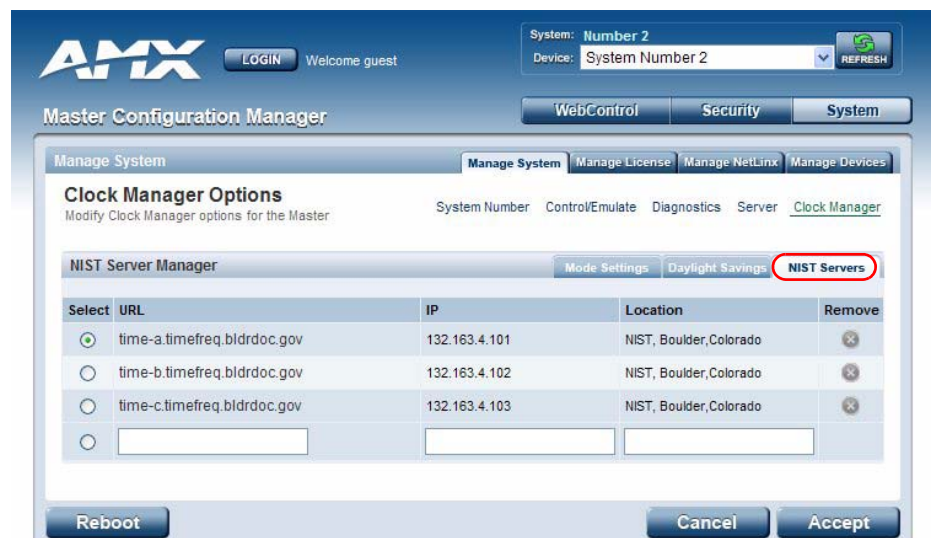 System: Number 2
AMX LOGIN Welcome guest Device: System Number 2 REFRESH
Master Configuration Manager WebControl Security System
Manage System Manage System Manage License Manage NetLinx Manage Devices
Clock Manager Options
Modify Clock Manager options for the Master System Number Control/Emulate Diagnostics Server Clock Manager
NIST Server Manager Mode Settings Daylight Savings NIST Servers
Select URL IP Location Remove
time-a.timefreq.bldrdoc.gov 132.163.4.101 NIST, Boulder,Colorado
time-b.timefreq.bldrdoc.gov 132.163.4.102 NIST, Boulder,Colorado
time-c.timefreq.bldrdoc.gov 132.163.4.103 NIST, Boulder,Colorado
Reboot Cancel Accept